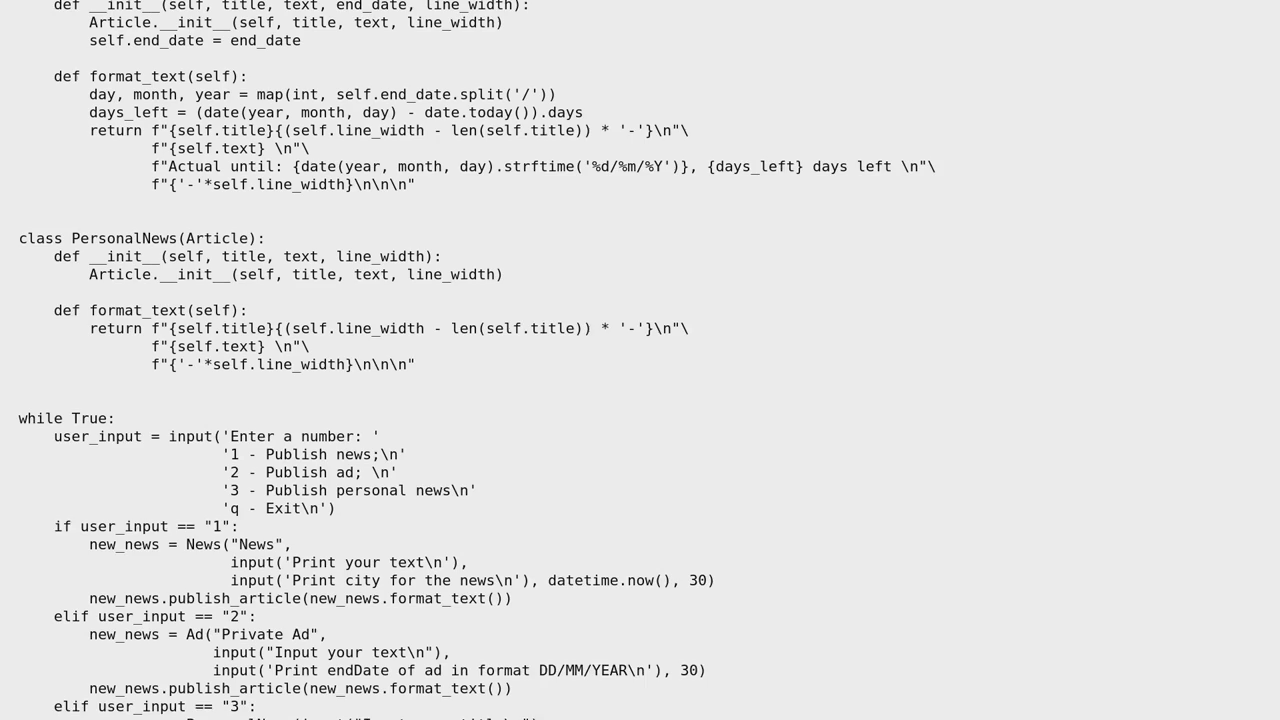 def __init__(self, title, text, end_date, line_width):
        Article.__init__(self, title, text, line_width)
        self.end_date = end_date

    def format_text(self):
        day, month, year = map(int, self.end_date.split('/'))
        days_left = (date(year, month, day) - date.today()).days
        return f"{self.title}{(self.line_width - len(self.title)) * '-'}\n"\
               f"{self.text} \n"\
               f"Actual until: {date(year, month, day).strftime('%d/%m/%Y')}, {days_left} days left \n"\
               f"{'-'*self.line_width}\n\n\n"


class PersonalNews(Article):
    def __init__(self, title, text, line_width):
        Article.__init__(self, title, text, line_width)

    def format_text(self):
        return f"{self.title}{(self.line_width - len(self.title)) * '-'}\n"\
               f"{self.text} \n"\
               f"{'-'*self.line_width}\n\n\n"


while True:
    user_input = input('Enter a number: '
                       '1 - Publish news;\n'
                       '2 - Publish ad; \n'
                       '3 - Publish personal news\n'
                       'q - Exit\n')
    if user_input == "1":
        new_news = News("News",
                        input('Print your text\n'),
                        input('Print city for the news\n'), datetime.now(), 30)
        new_news.publish_article(new_news.format_text())
    elif user_input == "2":
        new_news = Ad("Private Ad",
                      input("Input your text\n"),
                      input('Print endDate of ad in format DD/MM/YEAR\n'), 30)
        new_news.publish_article(new_news.format_text())
    elif user_input == "3":